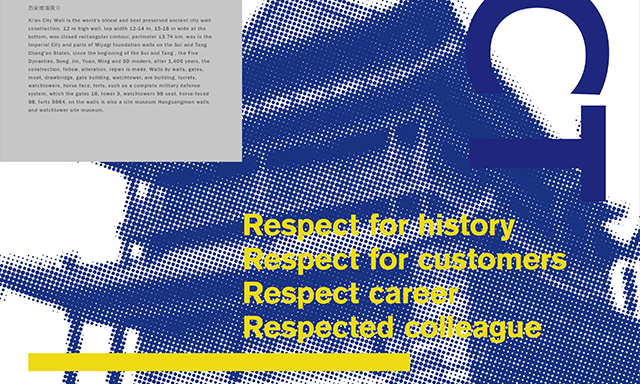 西安城墙简介
Xi'an City Wall is the world's oldest and best preserved ancient city wall
construction. 12 m high wall, top width 12-14 m, 15-18 m wide at the
bottom, was closed rectangular contour, perimeter 13.74 km, was in the
Imperial City and parts of Miyagi foundation walls on the Sui and Tang
Chang'an States, since the beginning of the Sui and Tang , the Five
Dynasties, Song, Jin, Yuan, Ming and SD modern, after 1,400 years, the
construction, fellow, alteration, repair is made. Walls by walls, gates,
moat, drawbridge, gate building, watchtower, are building, turrets,
watchtowers, horse face, forts, such as a complete military defense
system, which the gates 18, tower 3, watchtowers 98 seat, horse-faced
98, forts 5984, on the walls is also a site museum Hanguangmen walls
and watchtower site museum.
CT
Respect for history
Respect for customers
Respect career
Respected colleague